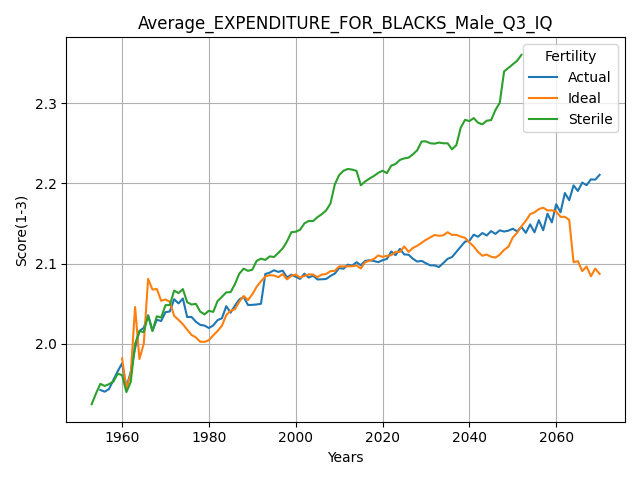 Average_EXPENDITURE_FOR_BLACKS_Male_Q3_IQ
Fertility
Actual
Ideal
Sterile
Score(1-3)
2.3
2.2
2.1
2.0
1960 1980 2000 2020 2040 2060
Years